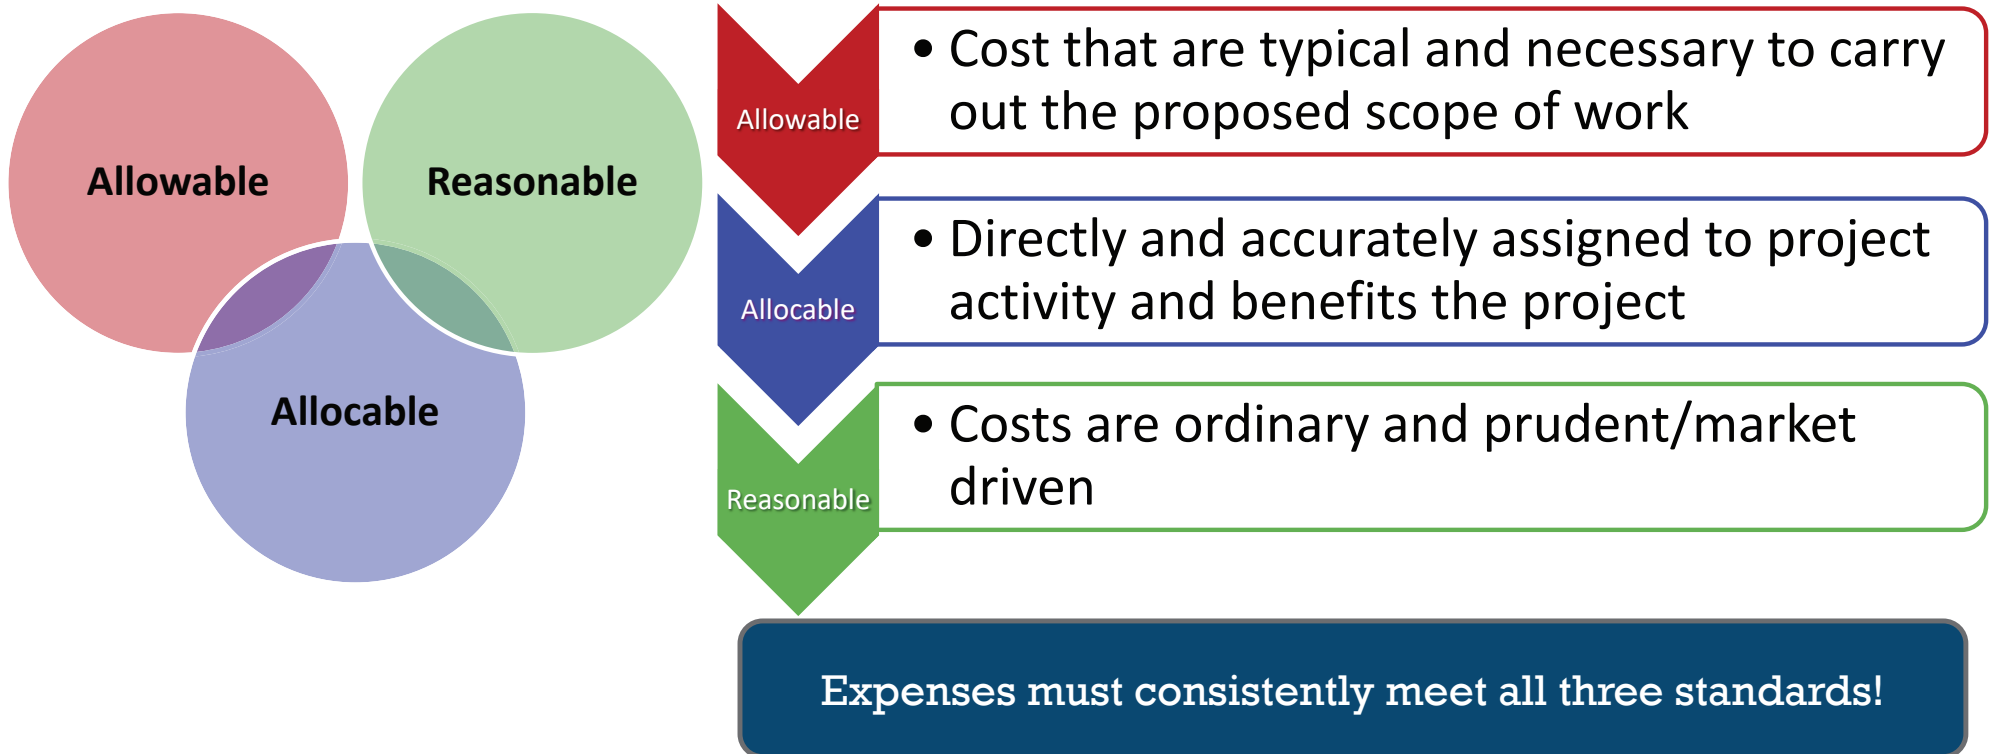 Allowable
Reasonable
Allocable
Allowable
• Cost that are typical and necessary to carry
out the proposed scope of work
Allocable
• Directly and accurately assigned to project
activity and benefits the project
Reasonable
• Costs are ordinary and prudent/market
driven
Expenses must consistently meet all three standards!